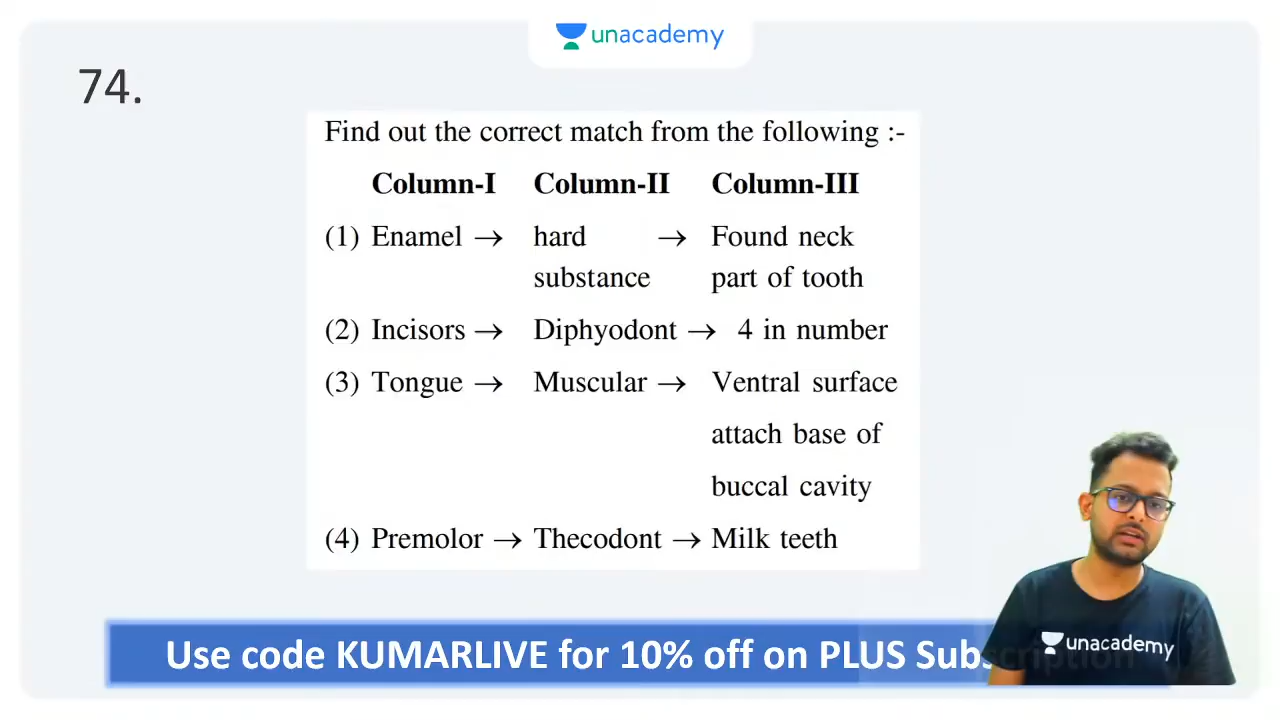 unacademy
74.
Find out the correct match from the following :-
Column-I Column-II Column-III
(1) Enamel → hard → Found neck
substance part of tooth
(2) Incisors → Diphyodont → 4 in number
(3) Tongue → Muscular → Ventral surface
attach base of
buccal cavity
(4) Premolor → Thecodont → Milk teeth
Use code KUMARLIVE for 10% off on PLUS Subscription
unacademy